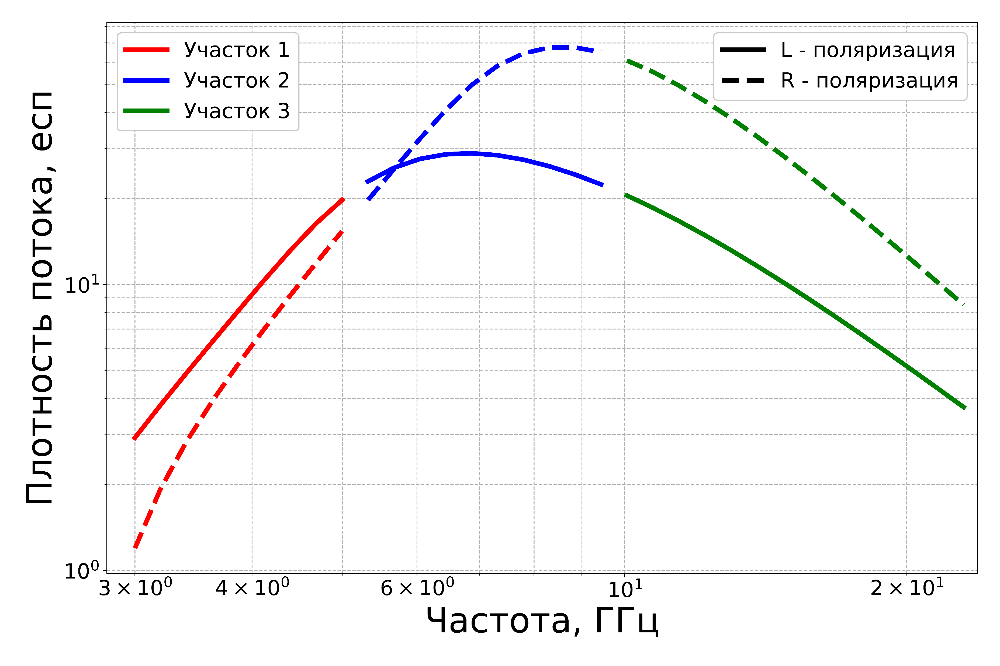 Участок 1
Участок 2
Участок 3
L - поляризация
R - поляризация
Плотность потока, есп
10¹
10⁰
3 × 10⁰
4 × 10⁰
6 × 10⁰
10¹
2 × 10¹
Частота, ГГц